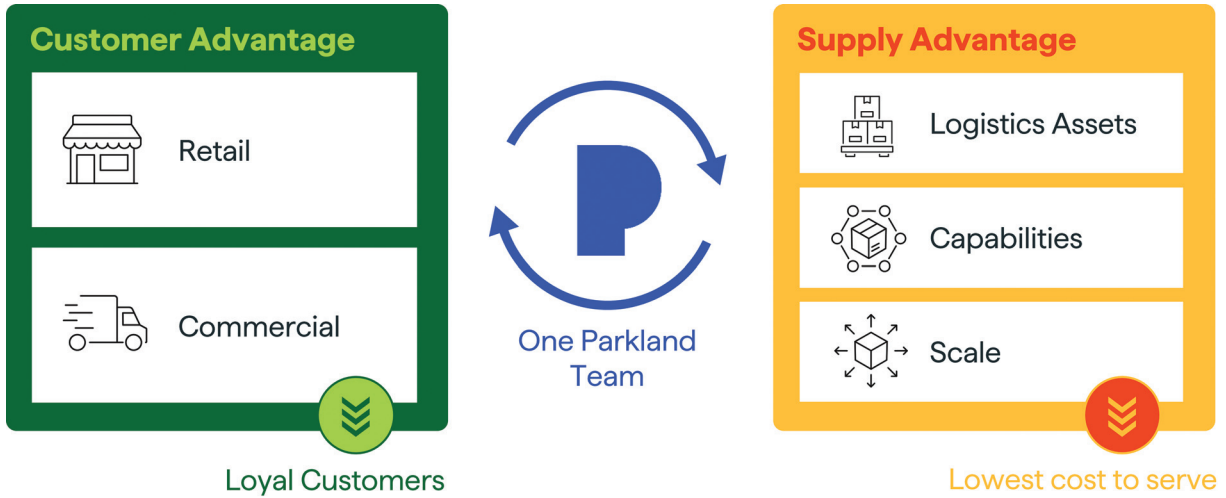 Customer Advantage
Retail
Commercial
Loyal Customers
One Parkland
Team
Supply Advantage
Logistics Assets
Capabilities
Scale
Lowest cost to serve